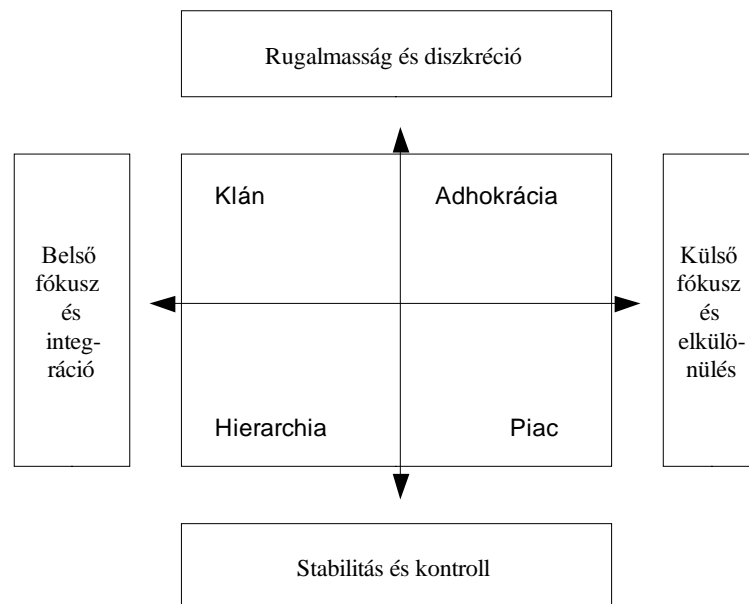 Rugalmasság és diszkréció
Klán
Adhokrácia
Belső
fókusz
és
integ-
ráció
Külső
fókusz
és
elkülö-
nülés
Hierarchia
Piac
Stabilitás és kontroll